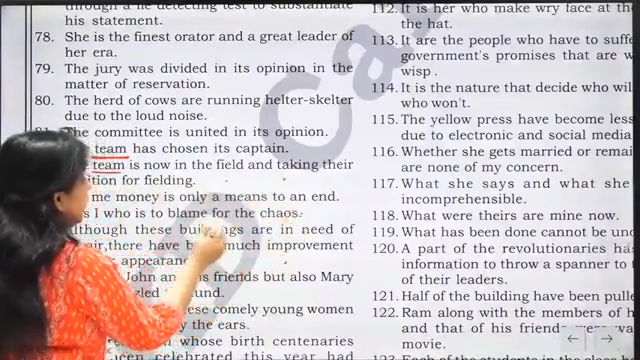 through a lie detecting test to substantiate
his statement.
78. She is the finest orator and a great leader of
her era.
79. The jury was divided in its opinion in the
matter of reservation.
80. The herd of cows are running helter-skelter
due to the loud noise.
81. The committee is united in its opinion.
team has chosen its captain.
team is now in the field and taking their
for fielding.
me money is only a means to an end.
I who is to blame for the chaos.
Although these are in need of
there have much improvement
appearance
John an friends but also Mary
und.
ese comely young women
y the ears.
whose birth centenaries
been celebrated this year had
112. It is her who make wry face at the
the hat.
113. It are the people who have to suffe
government's promises that are w
wisp .
114. It is the nature that decide who wil
who won't.
115. The yellow press have become les
due to electronic and social media
116. Whether she gets married or remai
are none of my concern.
117. What she says and what she
incomprehensible.
118. What were theirs are mine now.
119. What has been done cannot be und
120. A part of the revolutionaries has
information to throw a spanner to t
of their leaders.
121. Half of the building have been pulle
122. Ram along with the members of h
and that of his friend
movie.